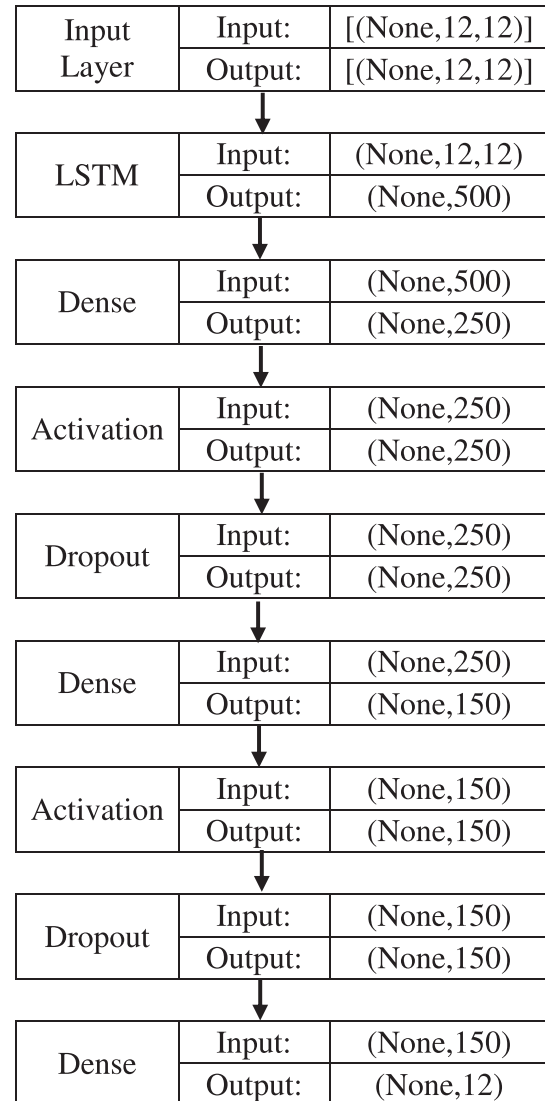 Input Layer Input: [(None,12,12)]
Output: [(None,12,12)]
LSTM Input: (None,12,12)
Output: (None,500)
Dense Input: (None,500)
Output: (None,250)
Activation Input: (None,250)
Output: (None,250)
Dropout Input: (None,250)
Output: (None,250)
Dense Input: (None,250)
Output: (None,150)
Activation Input: (None,150)
Output: (None,150)
Dropout Input: (None,150)
Output: (None,150)
Dense Input: (None,150)
Output: (None,12)